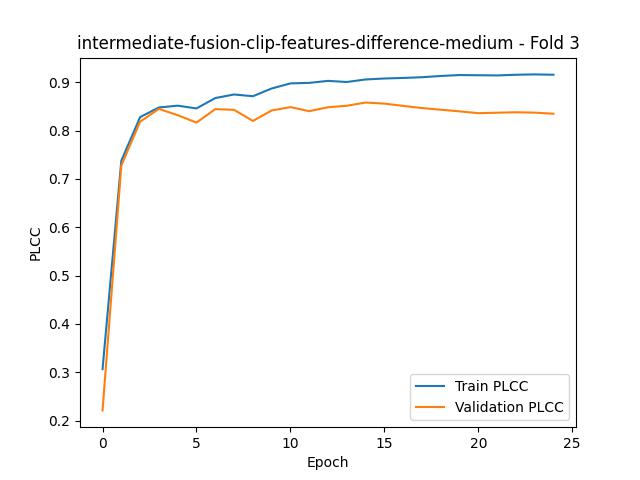 intermediate-fusion-clip-features-difference-medium - Fold 3
0.9
0.8
0.7
0.6
0.5
0.4
0.3
0.2
PLCC
0
5
10
15
20
25
Epoch
Train PLCC
Validation PLCC